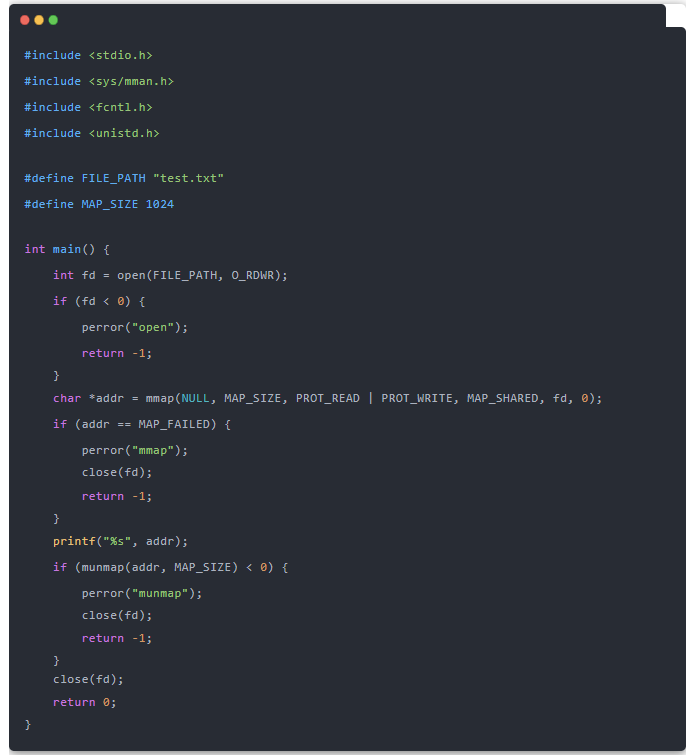 #include <stdio.h>
#include <sys/mman.h>
#include <fcntl.h>
#include <unistd.h>
#define FILE_PATH "test.txt"
#define MAP_SIZE 1024
int main() {
    int fd = open(FILE_PATH, O_RDWR);
    if (fd < 0) {
        perror("open");
        return -1;
    }
    char *addr = mmap(NULL, MAP_SIZE, PROT_READ | PROT_WRITE, MAP_SHARED, fd, 0);
    if (addr == MAP_FAILED) {
        perror("mmap");
        close(fd);
        return -1;
    }
    printf("%s", addr);
    if (munmap(addr, MAP_SIZE) < 0) {
        perror("munmap");
        close(fd);
        return -1;
    }
    close(fd);
    return 0;
}